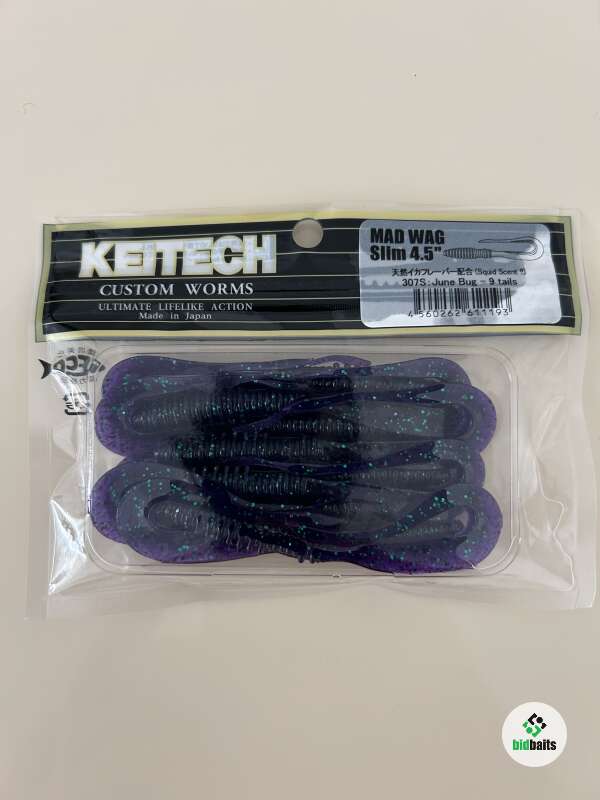 KEITECH
CUSTOM WORMS
ULTIMATE LIFELIKE ACTION
Made in Japan
MAD WAG
Slim 4.5"
天然イカフレーバー配合 (Squid Scent !!)
307S : June Bug - 9 tails
4 560262 611193
bidbaits